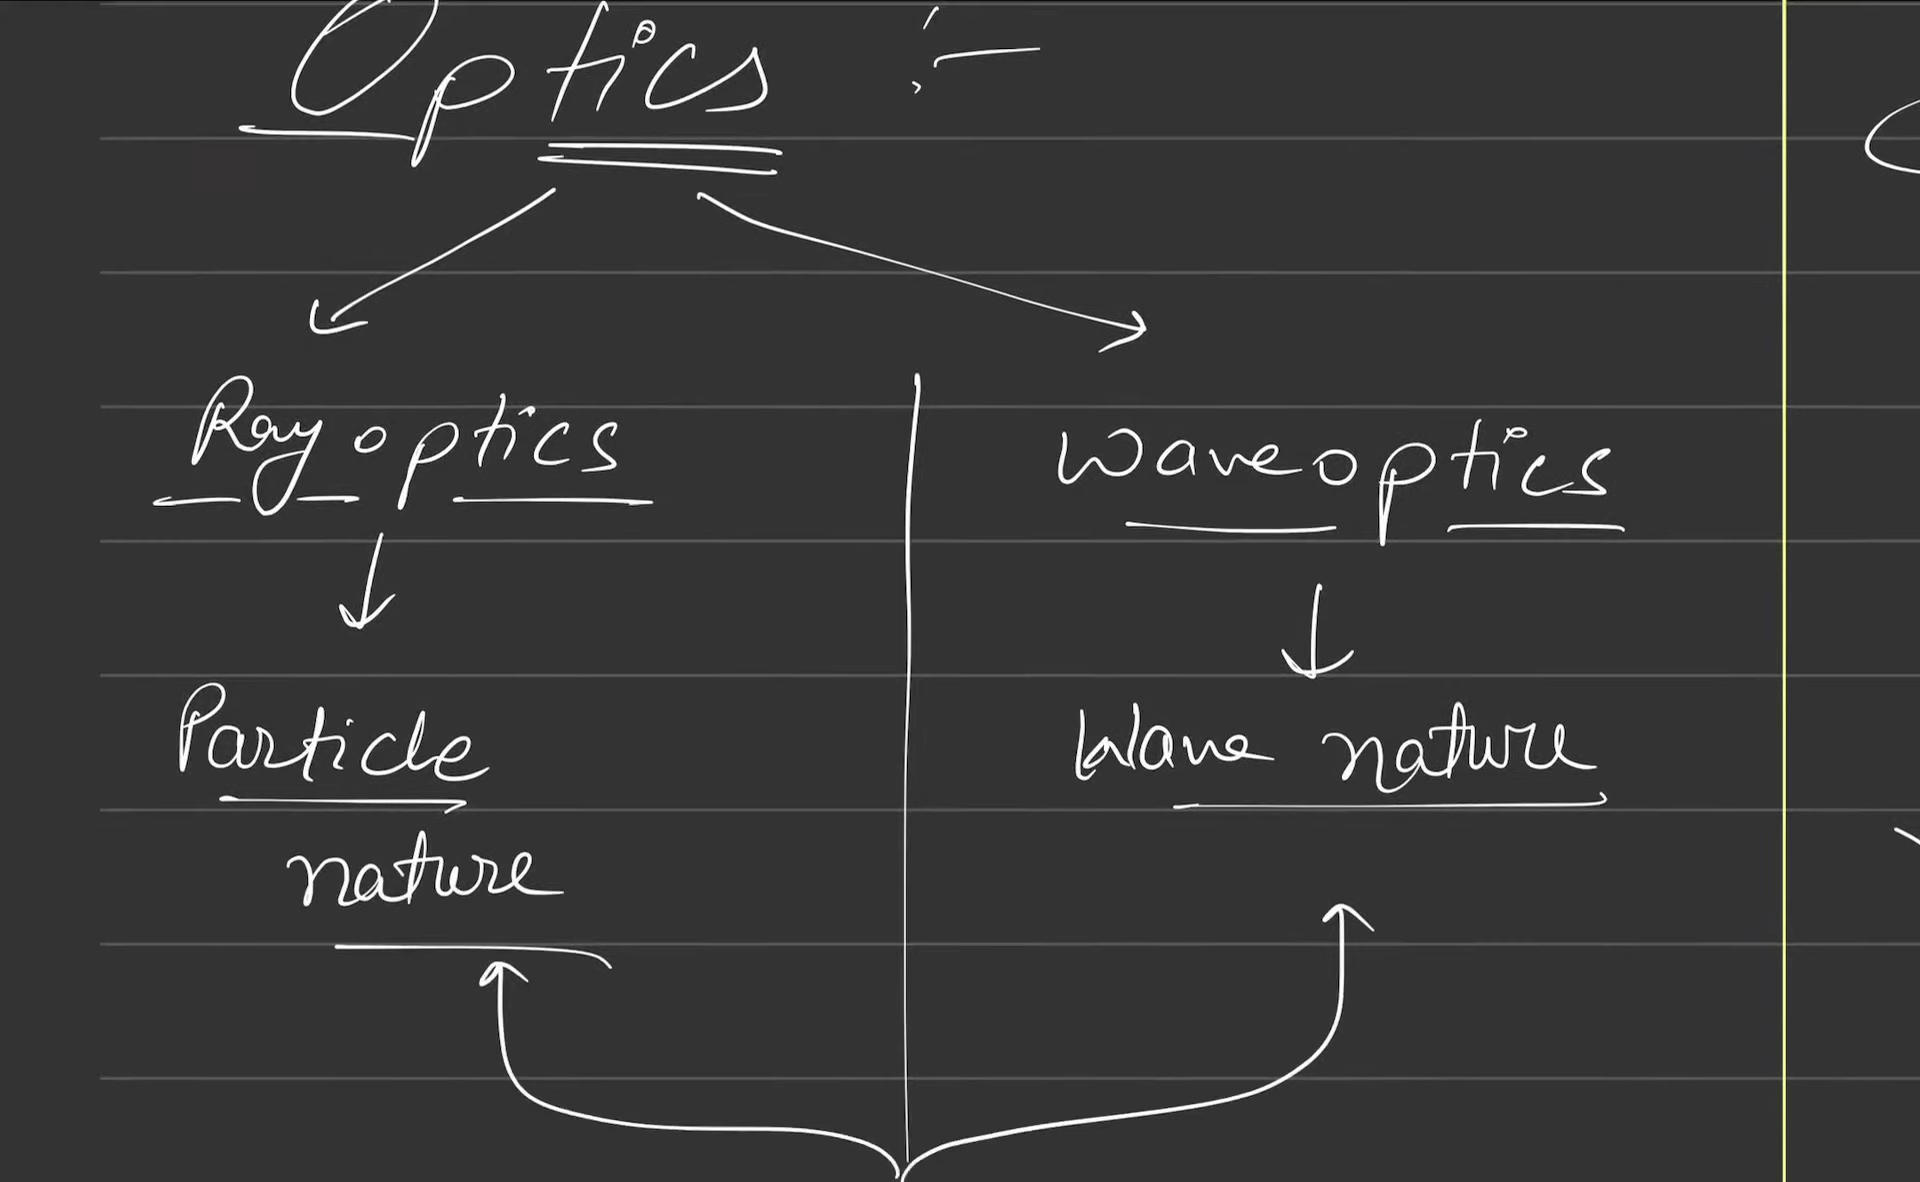 Optics :-
Ray optics
Wave optics
Particle
nature
Wave nature